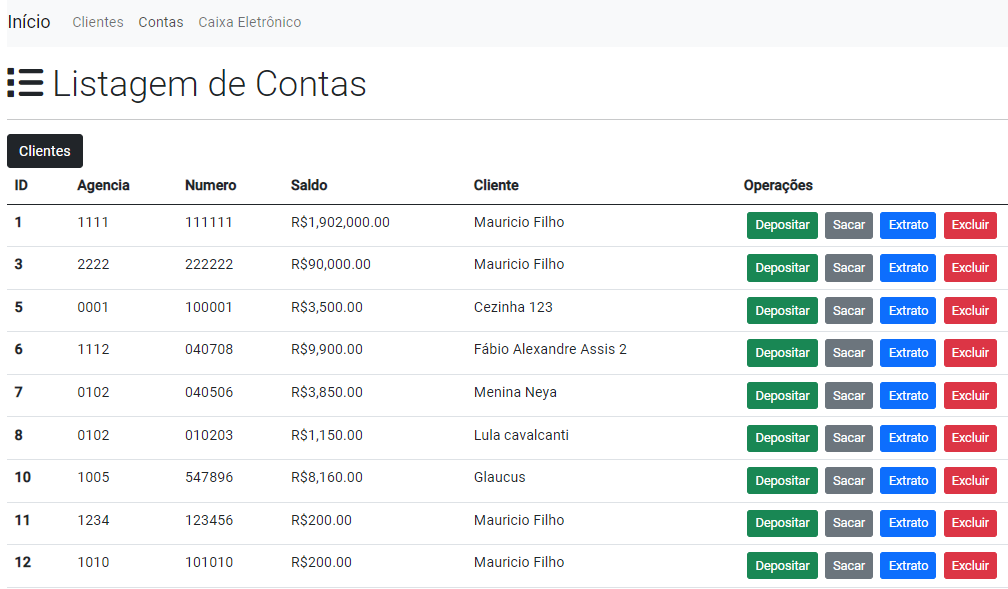 Início Clientes Contas Caixa Eletrônico
Listagem de Contas
Clientes
ID Agencia Numero Saldo Cliente Operações
1 1111 111111 R$1,902,000.00 Mauricio Filho Depositar Sacar Extrato Excluir
3 2222 222222 R$90,000.00 Mauricio Filho Depositar Sacar Extrato Excluir
5 0001 100001 R$3,500.00 Cezinha 123 Depositar Sacar Extrato Excluir
6 1112 040708 R$9,900.00 Fábio Alexandre Assis 2 Depositar Sacar Extrato Excluir
7 0102 040506 R$3,850.00 Menina Neya Depositar Sacar Extrato Excluir
8 0102 010203 R$1,150.00 Lula cavalcanti Depositar Sacar Extrato Excluir
10 1005 547896 R$8,160.00 Glaucus Depositar Sacar Extrato Excluir
11 1234 123456 R$200.00 Mauricio Filho Depositar Sacar Extrato Excluir
12 1010 101010 R$200.00 Mauricio Filho Depositar Sacar Extrato Excluir